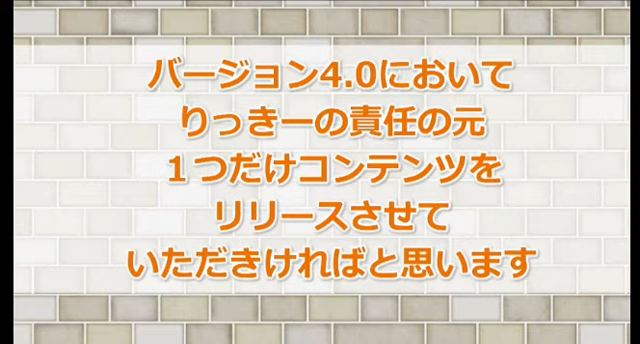 バージョン4.0において
りっきーの責任の元
１つだけコンテンツを
リリースさせて
いただきければと思います